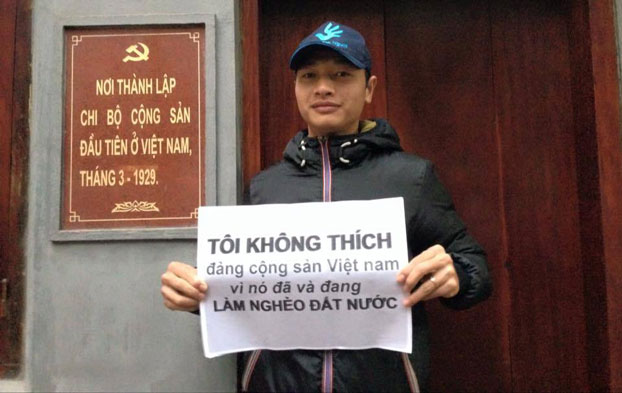 NƠI THÀNH LẬP
CHI BỘ CỘNG SẢN
ĐẦU TIÊN Ở VIỆT NAM,
THÁNG 3 - 1929.
TÔI KHÔNG THÍCH
đảng cộng sản Việt nam
vì nó đã và đang
LÀM NGHÈO ĐẤT NƯỚC